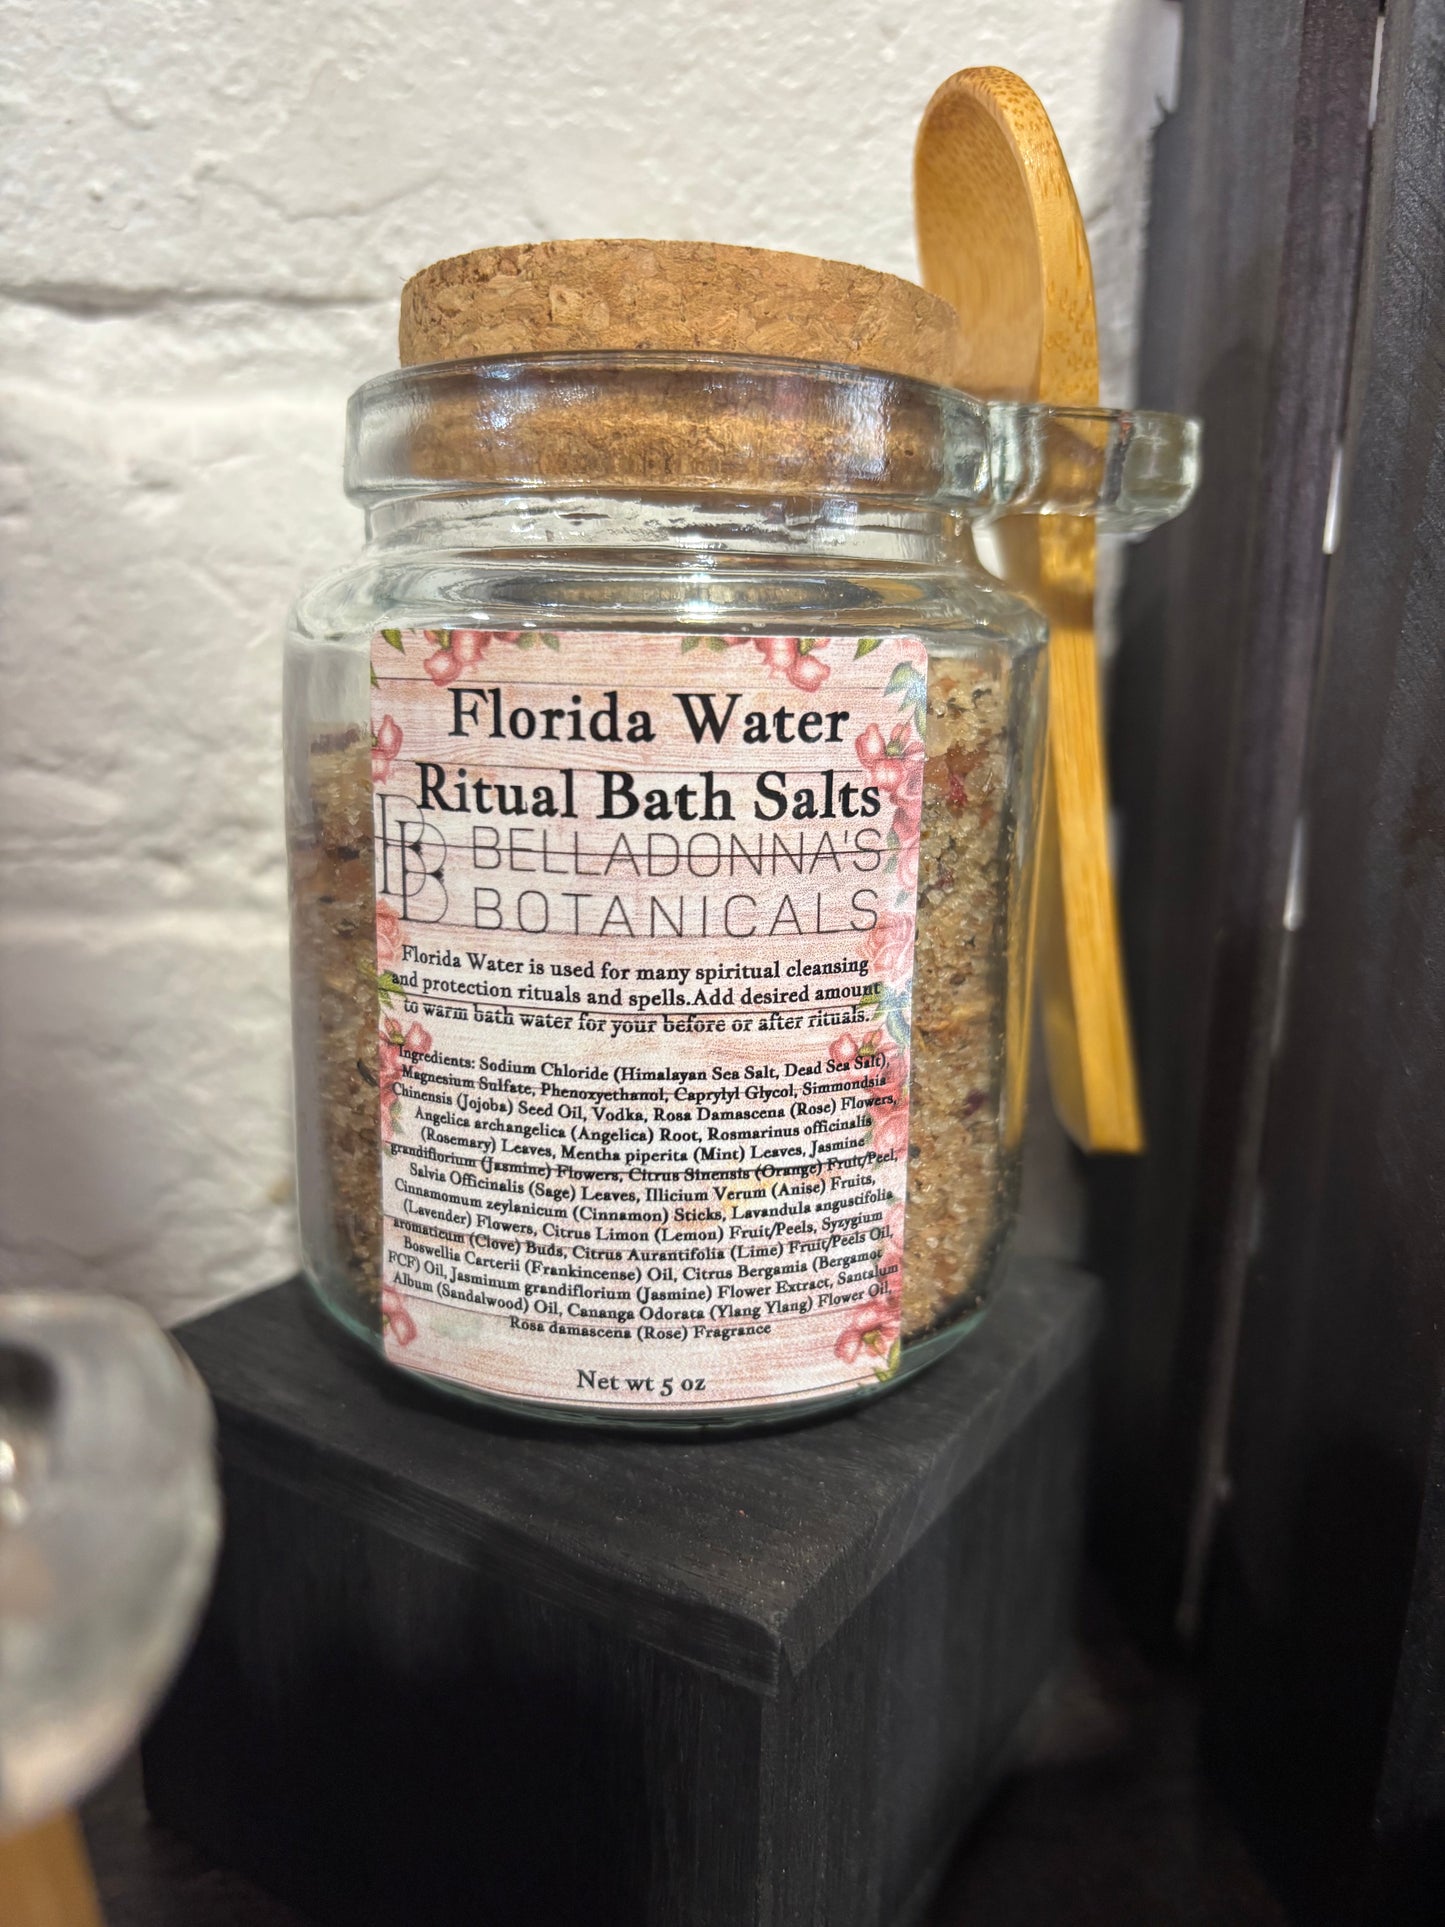 Florida Water
Ritual Bath Salts
BB BELLADONNA'S
BOTANICALS
Florida Water is used for many spiritual cleansing
and protection rituals and spells.Add desired amount
to warm bath water for your before or after rituals.
Ingredients: Sodium Chloride (Himalayan Sea Salt, Dead Sea Salt),
Magnesium Sulfate, Phenoxyethanol, Caprylyl Glycol, Simmondsia
Chinensis (Jojoba) Seed Oil, Vodka, Rosa Damascena (Rose) Flowers,
Angelica archangelica (Angelica) Root, Rosmarinus officinalis
(Rosemary) Leaves, Mentha piperita (Mint) Leaves, Jasmine
grandiflorium (Jasmine) Flowers, Citrus Sinensis (Orange) Fruit/Peel,
Salvia Officinalis (Sage) Leaves, Illicium Verum (Anise) Fruits,
Cinnamomum zeylanicum (Cinnamon) Sticks, Lavandula angustifolia
(Lavender) Flowers, Citrus Limon (Lemon) Fruit/Peels, Syzygium
aromaticum (Clove) Buds, Citrus Aurantifolia (Lime) Fruit/Peels Oil,
Boswellia Carterii (Frankincense) Oil, Citrus Bergamia (Bergamot
FCF) Oil, Jasminum grandiflorium (Jasmine) Flower Extract, Santalum
Album (Sandalwood) Oil, Cananga Odorata (Ylang Ylang) Flower Oil,
Rosa damascena (Rose) Fragrance
Net wt 5 oz